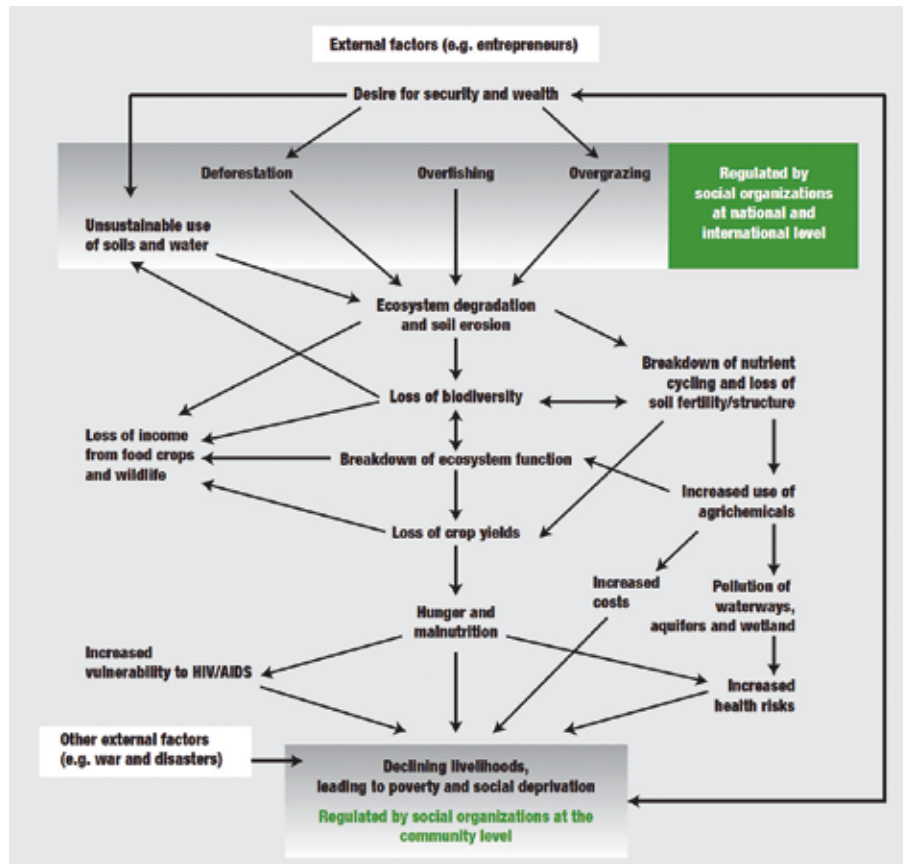 External factors (e.g. entrepreneurs)
Desire for security and wealth
Deforestation
Overfishing
Overgrazing
Regulated by
social organizations
at national and
international level
Unsustainable use
of soils and water
Ecosystem degradation
and soil erosion
Breakdown of nutrient
cycling and loss of
soil fertility/structure
Loss of biodiversity
Loss of income
from food crops
and wildlife
Breakdown of ecosystem function
Increased use of
agrichemicals
Loss of crop yields
Increased
costs
Pollution of
waterways,
aquifers and wetland
Hunger and
malnutrition
Increased
vulnerability to HIV/AIDS
Increased
health risks
Other external factors
(e.g. war and disasters)
Declining livelihoods,
leading to poverty and social deprivation
Regulated by social organizations at the
community level